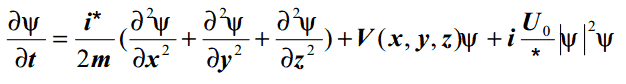 ∂ψ/∂t = i*/2m (∂²ψ/∂x² + ∂²ψ/∂y² + ∂²ψ/∂z²) + V(x, y, z)ψ + i U₀/* |ψ|²ψ